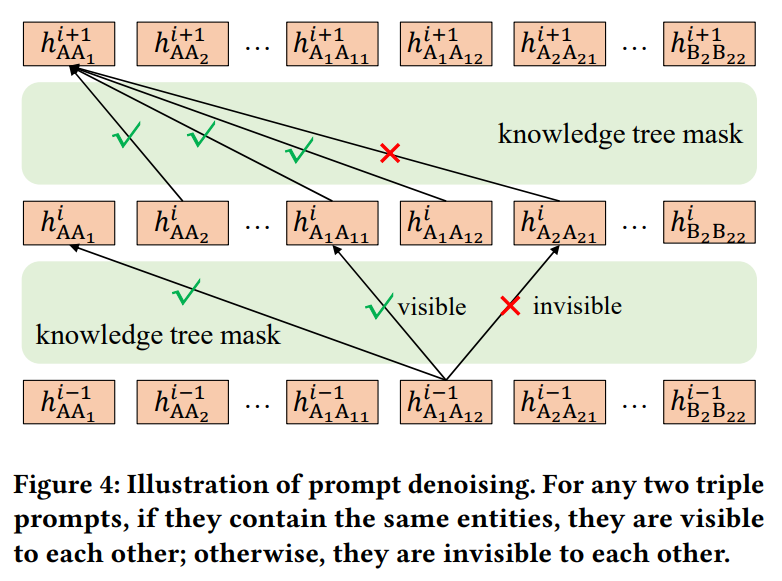 h^{i+1}_{AA_1} h^{i+1}_{AA_2} … h^{i+1}_{A_1A_{11}} h^{i+1}_{A_1A_{12}} h^{i+1}_{A_2A_{21}} … h^{i+1}_{B_2B_{22}}
knowledge tree mask
h^{i}_{AA_1} h^{i}_{AA_2} … h^{i}_{A_1A_{11}} h^{i}_{A_1A_{12}} h^{i}_{A_2A_{21}} … h^{i}_{B_2B_{22}}
visible invisible
knowledge tree mask
h^{i-1}_{AA_1} h^{i-1}_{AA_2} … h^{i-1}_{A_1A_{11}} h^{i-1}_{A_1A_{12}} h^{i-1}_{A_2A_{21}} … h^{i-1}_{B_2B_{22}}
Figure 4: Illustration of prompt denoising. For any two triple
prompts, if they contain the same entities, they are visible
to each other; otherwise, they are invisible to each other.